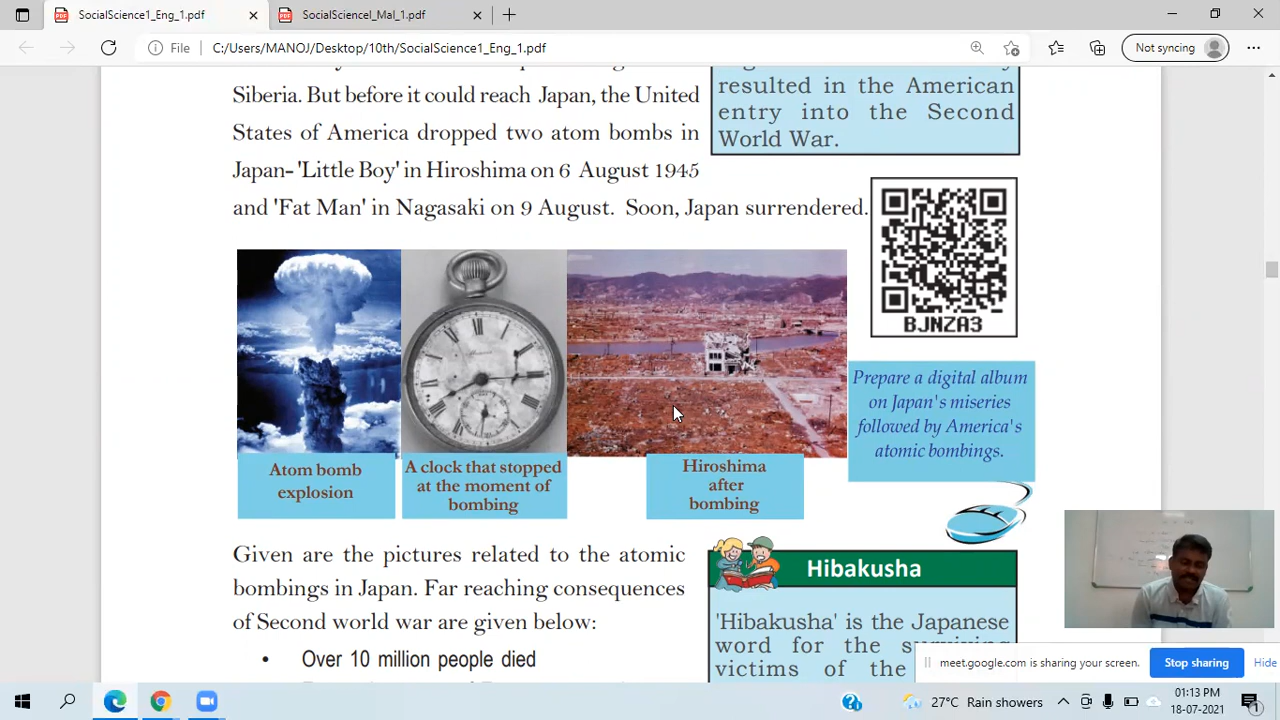 SocialScience1_Eng_1.pdf
SocialScience1_Mal_1.pdf
File
C:/Users/MANOJ/Desktop/10th/SocialScience1_Eng_1.pdf
Not syncing
Siberia. But before it could reach Japan, the United
States of America dropped two atom bombs in
Japan- 'Little Boy' in Hiroshima on 6 August 1945
and 'Fat Man' in Nagasaki on 9 August. Soon, Japan surrendered.
resulted in the American
entry into the Second
World War.
BJNZA3
Atom bomb
explosion
A clock that stopped
at the moment of
bombing
Hiroshima
after
bombing
Prepare a digital album
on Japan's miseries
followed by America's
atomic bombings.
Given are the pictures related to the atomic
bombings in Japan. Far reaching consequences
of Second world war are given below:
• Over 10 million people died
Hibakusha
'Hibakusha' is the Japanese
word for the surviving
victims of the
meet.google.com is sharing your screen.
Stop sharing
Hide
27°C Rain showers
01:13 PM
18-07-2021